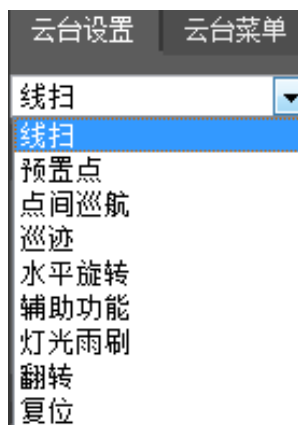 云台设置 云台菜单
线扫
线扫
预置点
点间巡航
巡迹
水平旋转
辅助功能
灯光雨刷
翻转
复位